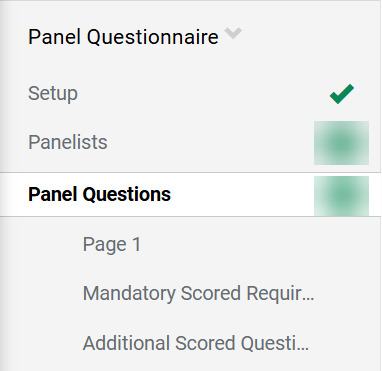 Panel Questionnaire
Setup
Panelists
Panel Questions
Page 1
Mandatory Scored Requir...
Additional Scored Questi...